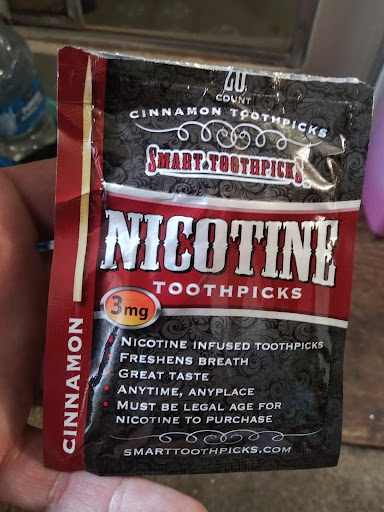 20
COUNT
CINNAMON TOOTHPICKS
SMART TOOTHPICKS
NICOTINE
TOOTHPICKS
3mg
CINNAMON
• NICOTINE INFUSED TOOTHPICKS
• FRESHENS BREATH
• GREAT TASTE
• ANYTIME, ANYPLACE
• MUST BE LEGAL AGE FOR
NICOTINE TO PURCHASE
SMARTTOOTHPICKS.COM